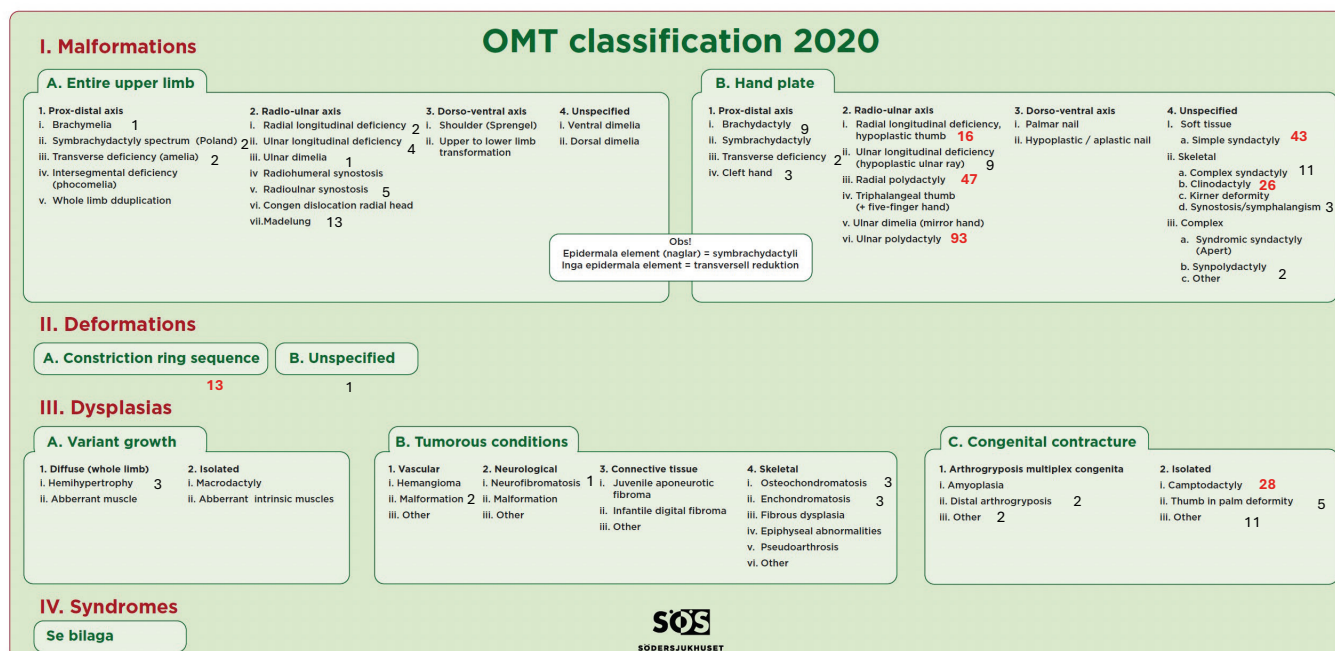 OMT classification 2020
I. Malformations
A. Entire upper limb
1. Prox-distal axis
i. Brachymelia 1
ii. Symbrachydactyly spectrum (Poland) 2
iii. Transverse deficiency (amelia) 2
iv. Intersegmental deficiency
(phocomelia)
v. Whole limb dduplication
2. Radio-ulnar axis
i. Radial longitudinal deficiency 2
ii. Ulnar longitudinal deficiency 4
iii. Ulnar dimelia 1
iv Radiohumeral synostosis
v. Radioulnar synostosis 5
vi. Congen dislocation radial head
vii.Madelung 13
3. Dorso-ventral axis
i. Shoulder (Sprengel)
ii. Upper to lower limb
transformation
4. Unspecified
i. Ventral dimelia
ii. Dorsal dimelia
B. Hand plate
1. Prox-distal axis
i. Brachydactyly 9
ii. Symbrachydactyly
iii. Transverse deficiency 2
iv. Cleft hand 3
2. Radio-ulnar axis
i. Radial longitudinal deficiency,
hypoplastic thumb 16
ii. Ulnar longitudinal deficiency
(hypoplastic ulnar ray) 9
iii. Radial polydactyly 47
iv. Triphalangeal thumb
(+ five-finger hand)
v. Ulnar dimelia (mirror hand)
vi. Ulnar polydactyly 93
3. Dorso-ventral axis
i. Palmar nail
ii. Hypoplastic / aplastic nail
4. Unspecified
I. Soft tissue
a. Simple syndactyly 43
ii. Skeletal
a. Complex syndactyly 11
b. Clinodactyly 26
c. Kirner deformity
d. Synostosis/symphalangism 3
iii. Complex
a. Syndromic syndactyly
(Apert)
b. Synpolydactyly 2
c. Other
Obs!
Epidermala element (naglar) = symbrachydactyli
Inga epidermala element = transversell reduktion
II. Deformations
A. Constriction ring sequence
13
B. Unspecified
1
III. Dysplasias
A. Variant growth
1. Diffuse (whole limb)
i. Hemihypertrophy 3
ii. Abberrant muscle
2. Isolated
i. Macrodactyly
ii. Abberrant intrinsic muscles
B. Tumorous conditions
1. Vascular
i. Hemangioma
ii. Malformation 2
iii. Other
2. Neurological
i. Neurofibromatosis 1
ii. Malformation
iii. Other
3. Connective tissue
i. Juvenile aponeurotic
fibroma
ii. Infantile digital fibroma
iii. Other
4. Skeletal
i. Osteochondromatosis 3
ii. Enchondromatosis 3
iii. Fibrous dysplasia
iv. Epiphyseal abnormalities
v. Pseudoarthrosis
vi. Other
C. Congenital contracture
1. Arthrogryposis multiplex congenita
i. Amyoplasia
ii. Distal arthrogryposis 2
iii. Other 2
2. Isolated
i. Camptodactyly 28
ii. Thumb in palm deformity 5
iii. Other 11
IV. Syndromes
Se bilaga
SÖS
SÖDERSJUKHUSET